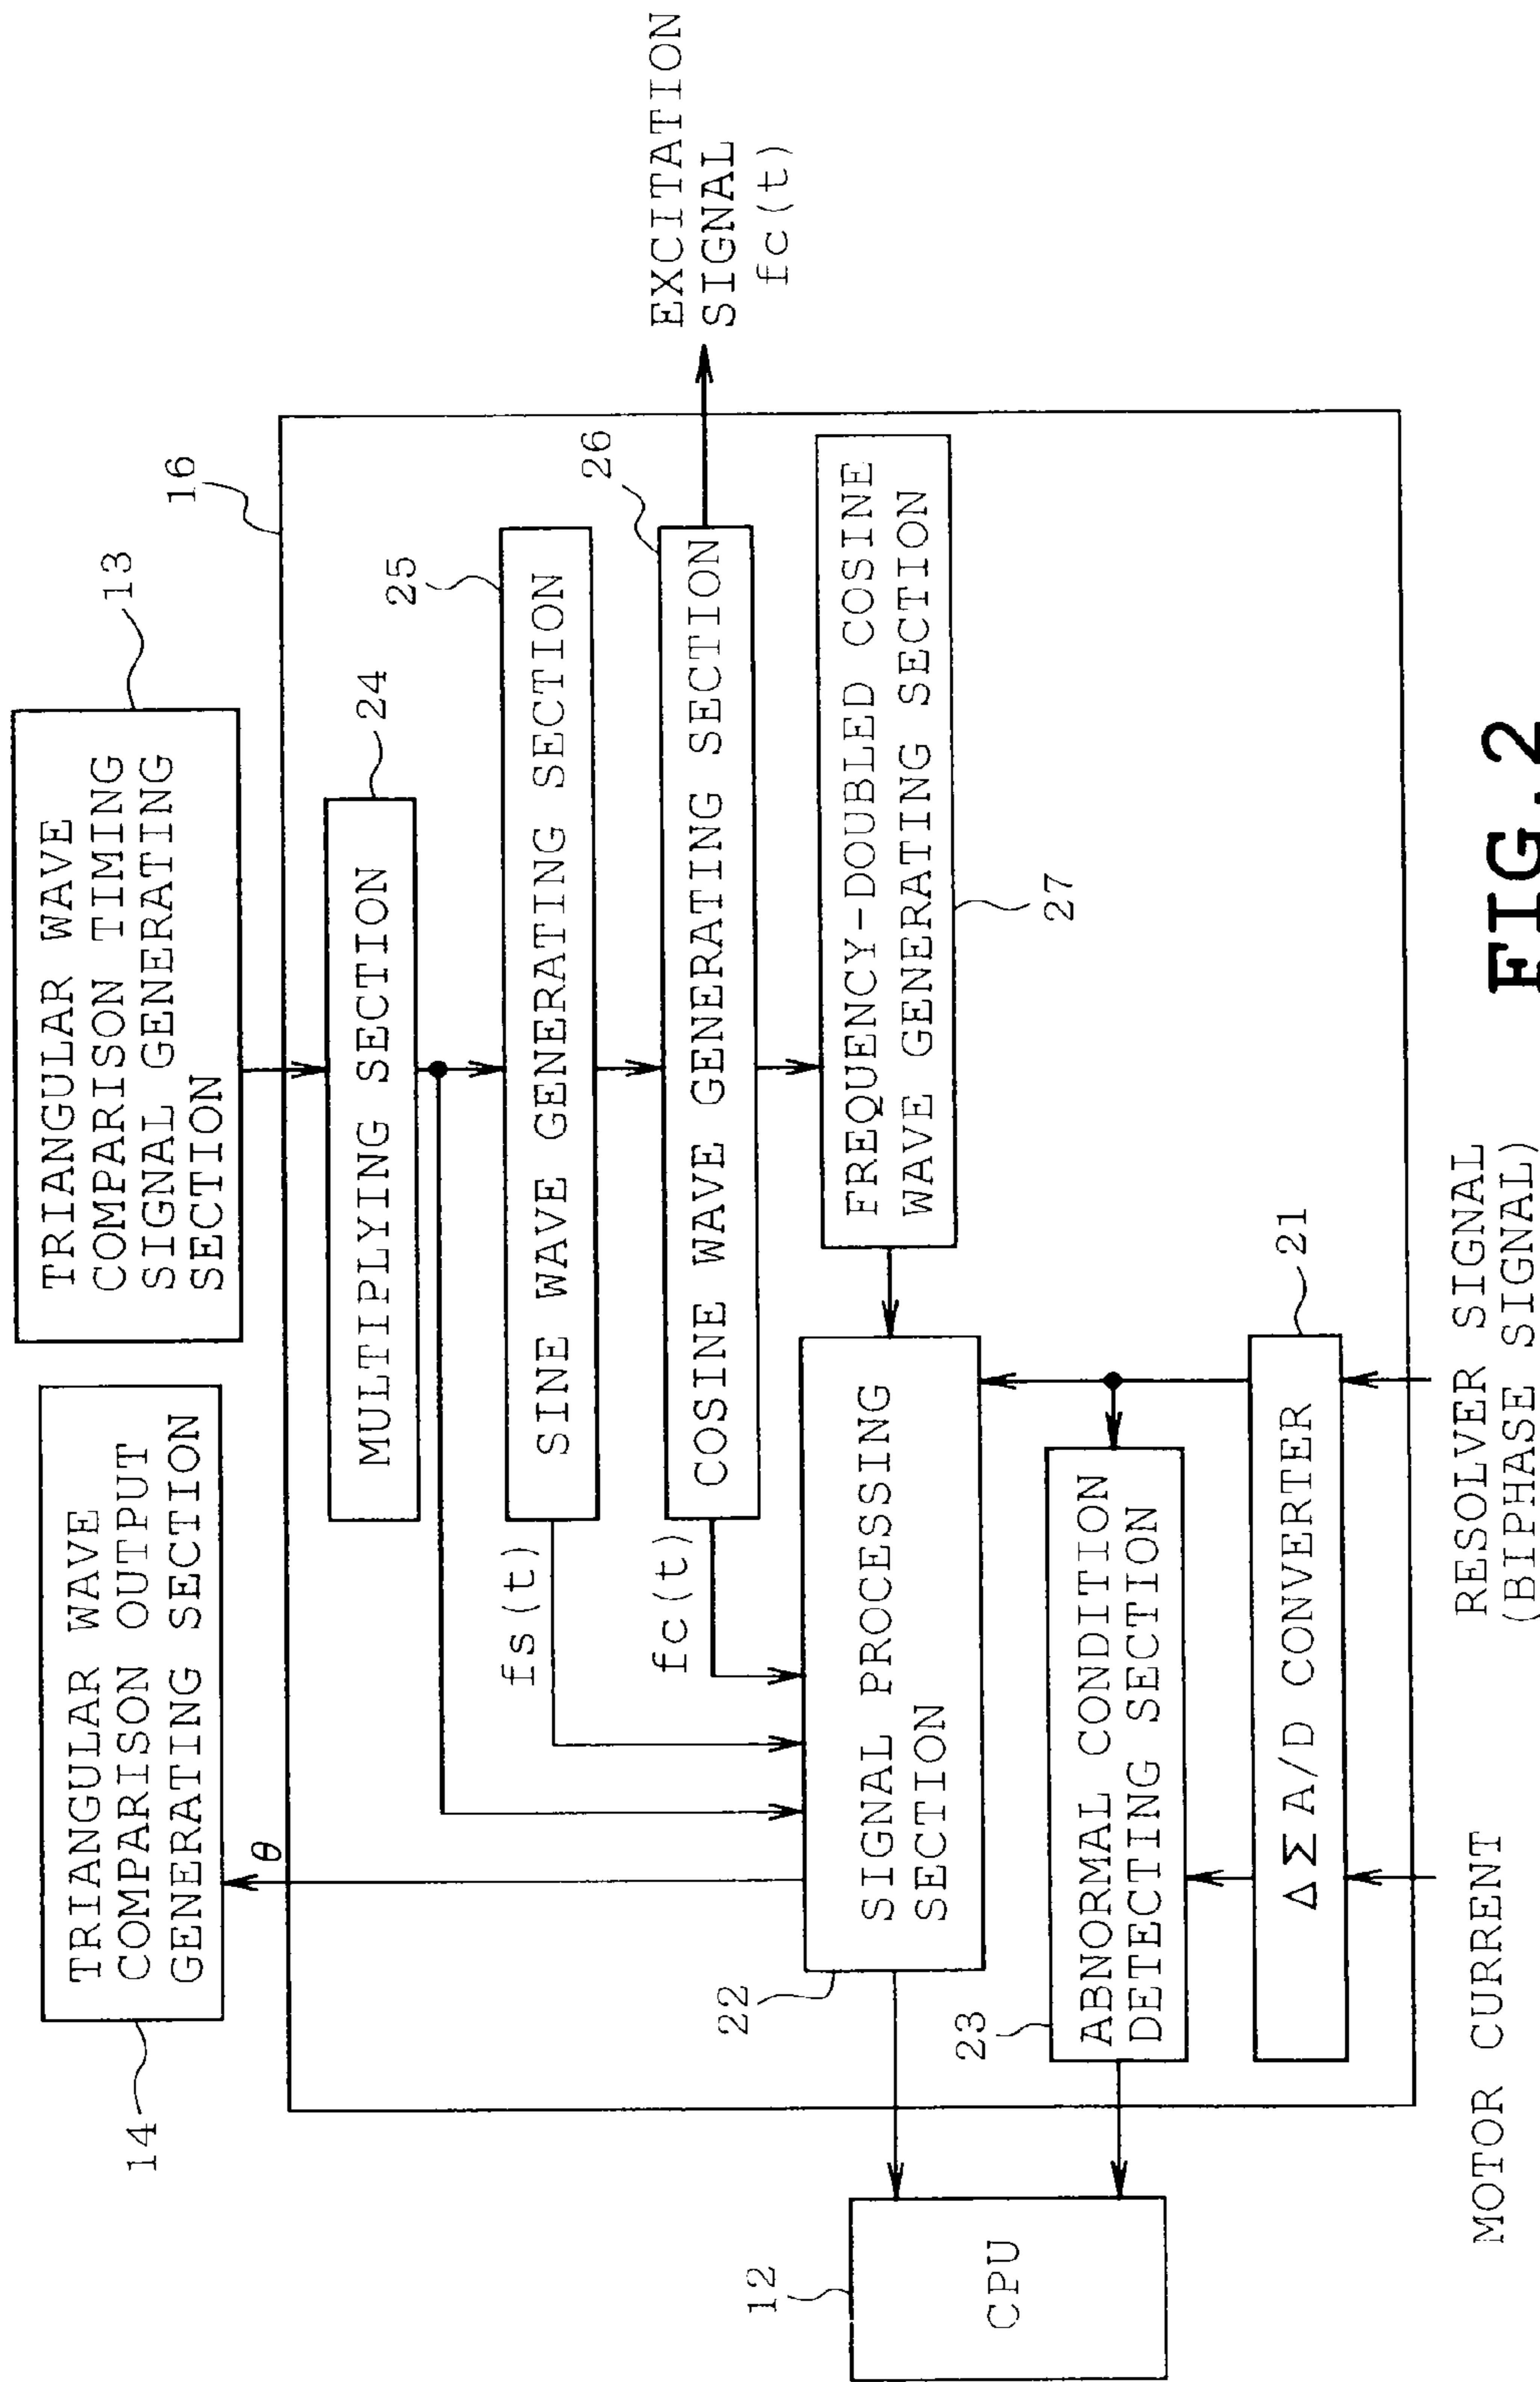 14
TRIANGULAR WAVE
COMPARISON OUTPUT
GENERATING SECTION
TRIANGULAR WAVE
COMPARISON TIMING
SIGNAL GENERATING
SECTION
13
θ
16
MULTIPLYING SECTION
24
fs(t)
SINE WAVE GENERATING SECTION
25
fc(t)
COSINE WAVE GENERATING SECTION
26
EXCITATION
SIGNAL
fc(t)
12
CPU
22
SIGNAL PROCESSING
SECTION
FREQUENCY-DOUBLED COSINE
WAVE GENERATING SECTION
27
23
ABNORMAL CONDITION
DETECTING SECTION
ΔΣ A/D CONVERTER
21
MOTOR CURRENT
RESOLVER SIGNAL
(BIPHASE SIGNAL)
FIG.2